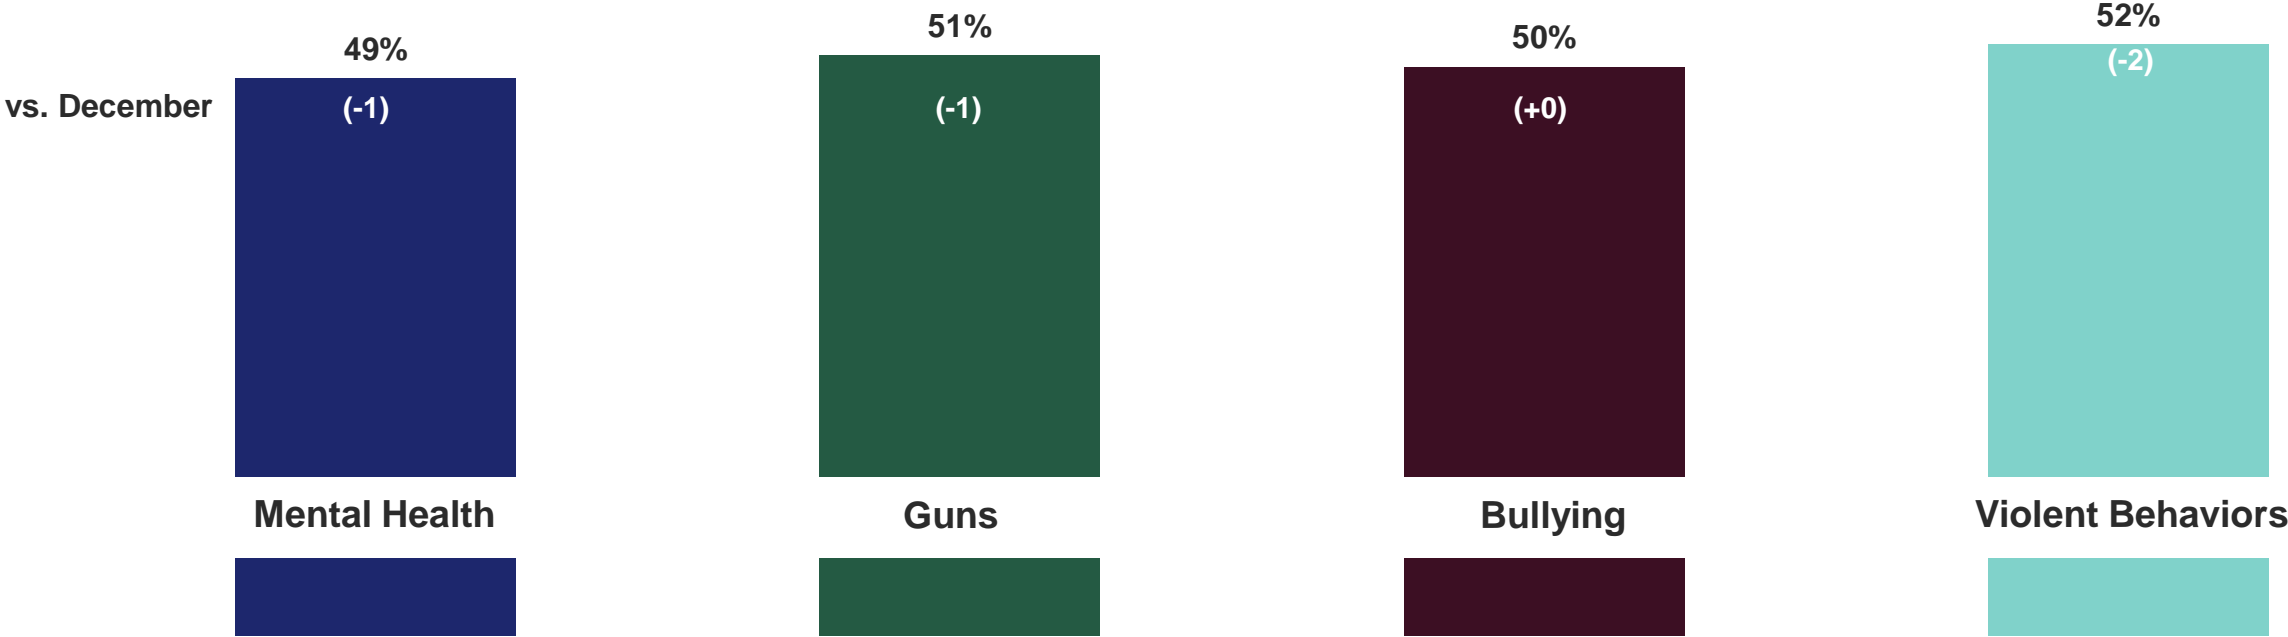 49%
51%
50%
52%
vs. December
(-1)
(-1)
(+0)
(-2)
Mental Health
Guns
Bullying
Violent Behaviors